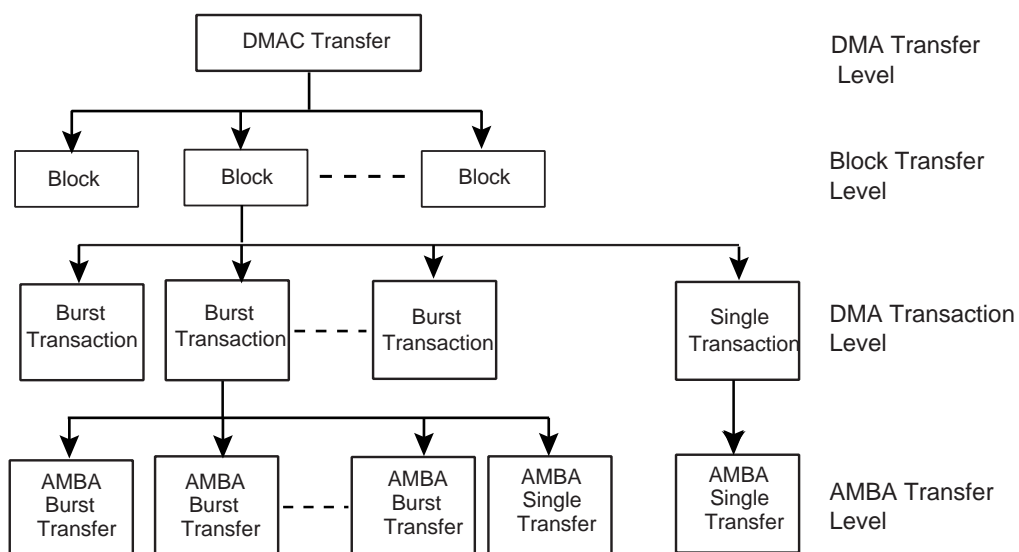 DMAC Transfer
DMA Transfer
Level
Block
Block
Block
Block Transfer
Level
Burst
Transaction
Burst
Transaction
Burst
Transaction
Single
Transaction
DMA Transaction
Level
AMBA
Burst
Transfer
AMBA
Burst
Transfer
AMBA
Burst
Transfer
AMBA
Single
Transfer
AMBA
Single
Transfer
AMBA Transfer
Level